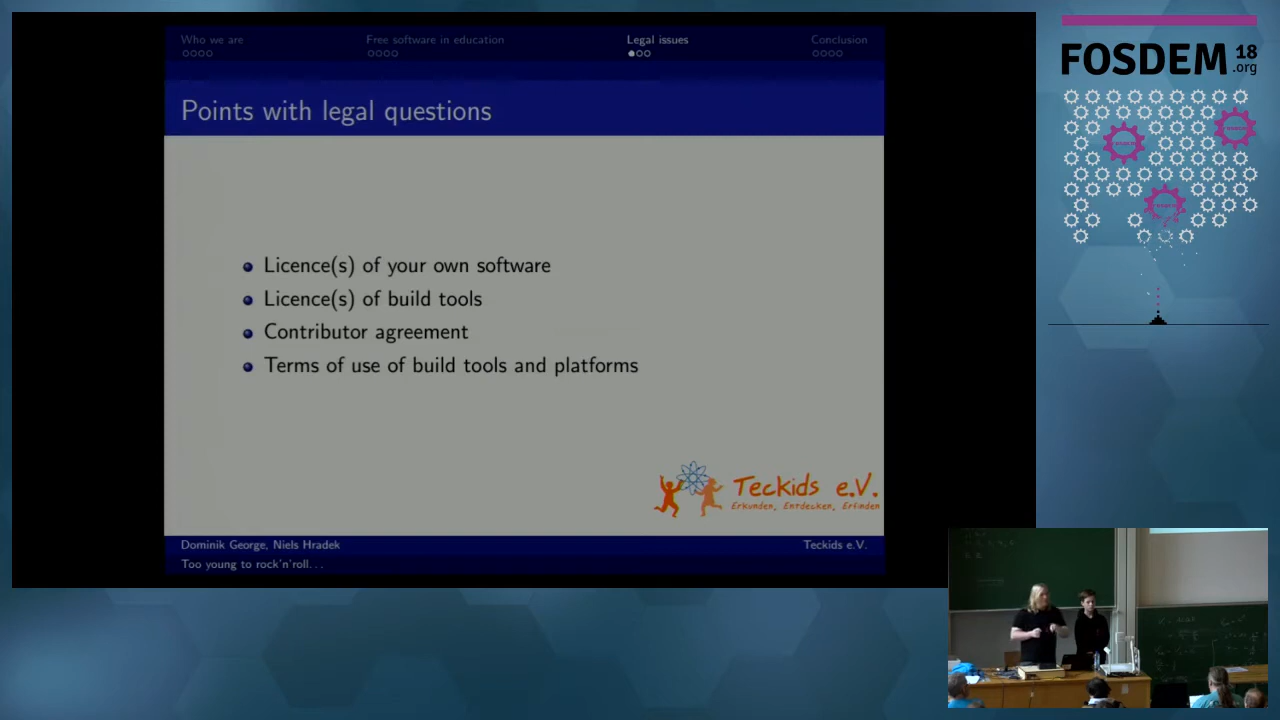 Who we are
Free software in education
Legal issues
Conclusion
Points with legal questions
Licence(s) of your own software
Licence(s) of build tools
Contributor agreement
Terms of use of build tools and platforms
Teckids e.V.
Erkunden, Entdecken, Erfinden
Dominik George, Niels Hradek
Teckids e.V.
Too young to rock'n'roll...
FOSDEM 18
.org